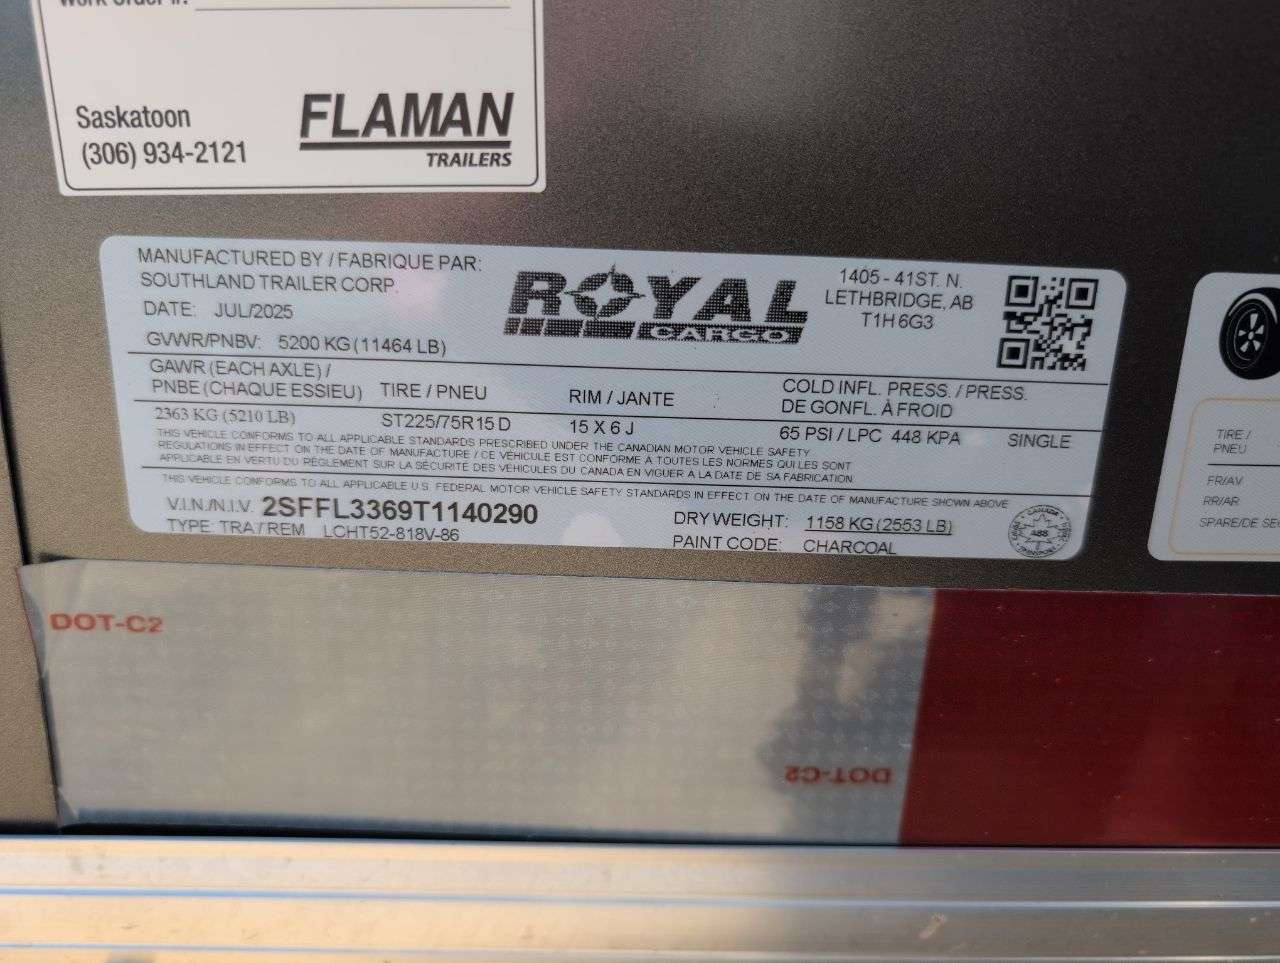 Work Order #:
Saskatoon
(306) 934-2121
FLAMAN
TRAILERS
MANUFACTURED BY / FABRIQUE PAR:
SOUTHLAND TRAILER CORP.
DATE: JUL/2025
GVWR/PNBV: 5200 KG (11464 LB)
ROYAL
CARGO
1405 - 41ST. N.
LETHBRIDGE, AB
T1H 6G3
GAWR (EACH AXLE) /
PNBE (CHAQUE ESSIEU) TIRE / PNEU RIM / JANTE : COLD INFL. PRESS. / PRESS.
DE GONFL. À FROID
2363 KG (5210 LB) ST225/75R15 D 15 X 6 J 65 PSI / LPC 448 KPA SINGLE
THIS VEHICLE CONFORMS TO ALL APPLICABLE STANDARDS PRESCRIBED UNDER THE CANADIAN MOTOR VEHICLE SAFETY
REGULATIONS IN EFFECT ON THE DATE OF MANUFACTURE / CE VÉHICULE EST CONFORME À TOUTES LES NORMES QUI LES SONT
APPLICABLE EN VERTU DU RÈGLEMENT SUR LA SÉCURITÉ DES VÉHICULES DU CANADA EN VIGUER A LA DATE DE SA FABRICATION
THIS VEHICLE CONFORMS TO ALL APPLICABLE U.S. FEDERAL MOTOR VEHICLE SAFETY STANDARDS IN EFFECT ON THE DATE OF MANUFACTURE SHOWN ABOVE
V.I.N./N.I.V. 2SFFL3369T1140290
TYPE: TRA / REM LCHT52-818V-86
DRY WEIGHT: 1158 KG (2553 LB)
PAINT CODE: CHARCOAL
CANADA
488
TRANSPORT
TIRE /
PNEU
FR/AV
RR/AR
SPARE/DE SE
DOT-C2
DOT-C2